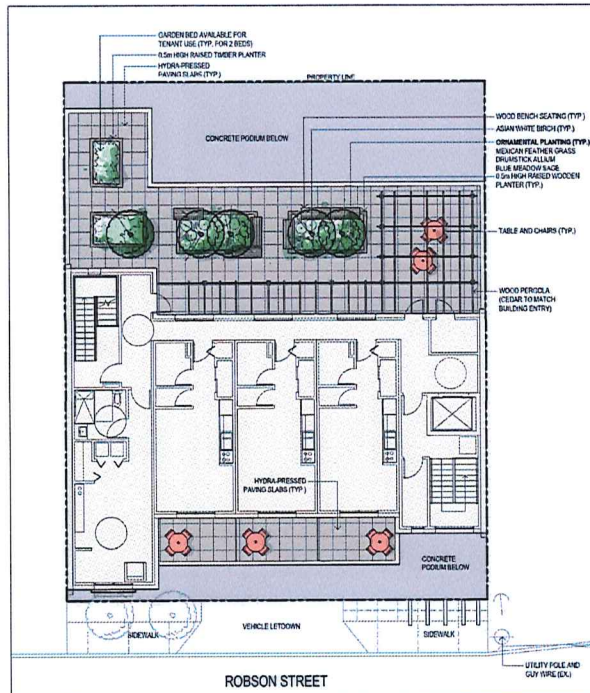 GARDEN BED AVAILABLE FOR
TENANT USE (TYP. FOR 2 BEDS)
0.5m HIGH RAISED TIMBER PLANTER
HYDRA-PRESSED
PAVING SLABS (TYP.)
PROPERTY LINE
CONCRETE PODIUM BELOW
WOOD BENCH SEATING (TYP.)
ASIAN WHITE BIRCH (TYP.)
ORNAMENTAL PLANTING (TYP.)
MEXICAN FEATHER GRASS
DRUMSTICK ALLIUM
BLUE MEADOW SAGE
0.5m HIGH RAISED WOODEN
PLANTER (TYP.)
TABLE AND CHAIRS (TYP.)
WOOD PERGOLA
(CEDAR TO MATCH
BUILDING ENTRY)
HYDRA-PRESSED
PAVING SLABS (TYP.)
CONCRETE
PODIUM BELOW
SIDEWALK
VEHICLE LETDOWN
SIDEWALK
UTILITY POLE AND
GUY WIRE (EX.)
ROBSON STREET